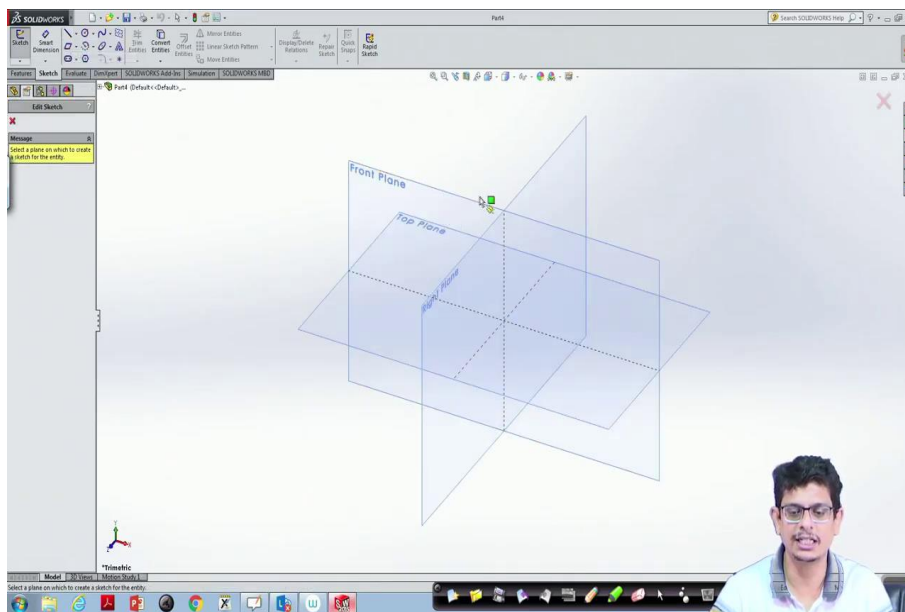 SOLIDWORKS
Part4
Search SOLIDWORKS Help
Sketch
Smart Dimension
Trim Entities
Convert Entities
Offset Entities
Mirror Entities
Linear Sketch Pattern
Move Entities
Display/Delete Relations
Repair Sketch
Quick Snaps
Rapid Sketch
Features Sketch Evaluate DimXpert SOLIDWORKS Add-Ins Simulation SOLIDWORKS MBD
Part4 (Default<<Default>_...
Edit Sketch
?
Message
Select a plane on which to create
a sketch for the entity.
Front Plane
Top Plane
Right Plane
*Trimetric
Model 3D Views Motion Study 1
Select a plane on which to create a sketch for the entity.